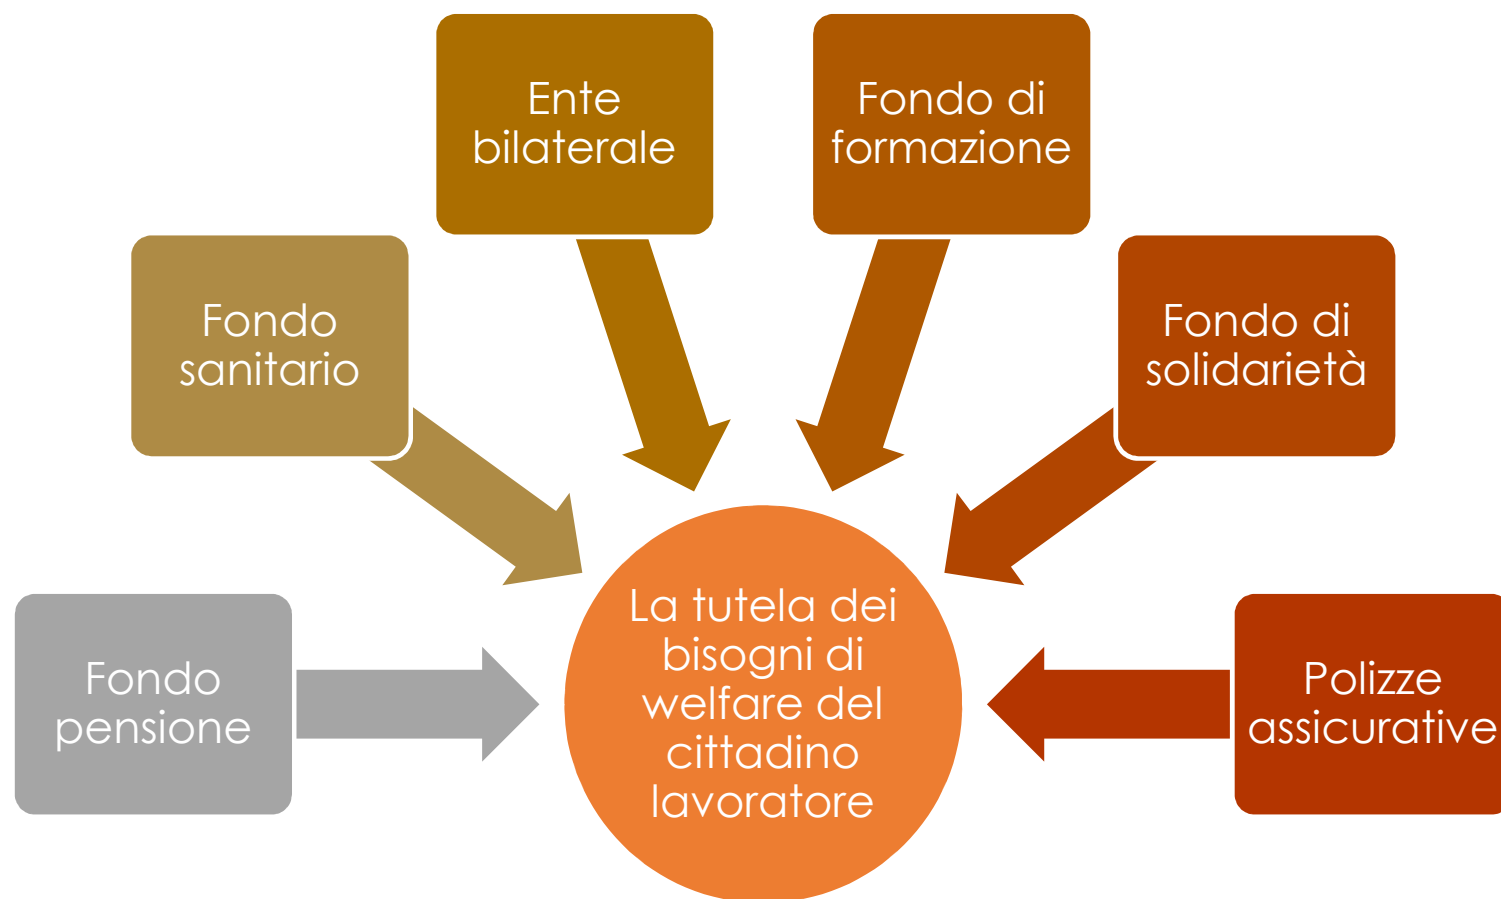 Ente
bilaterale
Fondo di
formazione
Fondo
sanitario
Fondo di
solidarietà
Fondo
pensione
La tutela dei
bisogni di
welfare del
cittadino
lavoratore
Polizze
assicurative